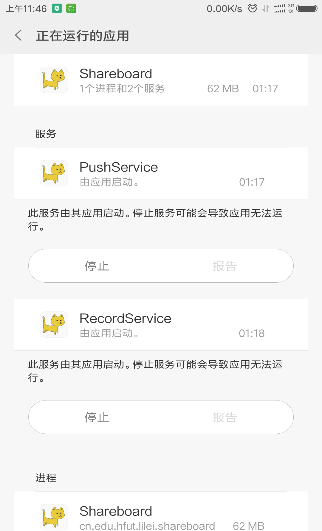 上午11:46
0.00K/s
正在运行的应用
Shareboard
1个进程和2个服务 62 MB 01:17
服务
PushService
由应用启动。 01:17
此服务由其应用启动。停止服务可能会导致应用无法运
行。
停止 报告
RecordService
由应用启动。 01:18
此服务由其应用启动。停止服务可能会导致应用无法运
行。
停止 报告
进程
Shareboard
cn.edu.hfut.lilei.shareboard 62 MB